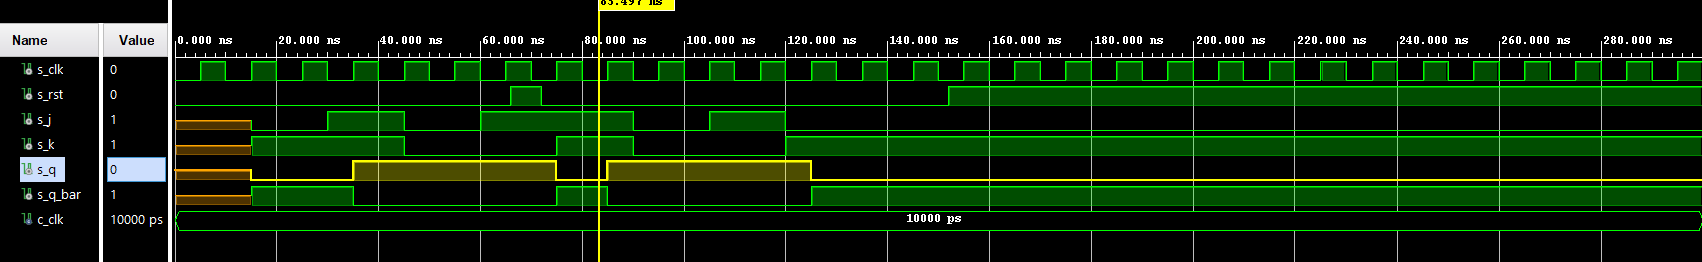 83.497 ns
Name Value 0.000 ns 20.000 ns 40.000 ns 60.000 ns 80.000 ns 100.000 ns 120.000 ns 140.000 ns 160.000 ns 180.000 ns 200.000 ns 220.000 ns 240.000 ns 260.000 ns 280.000 ns
s_clk 0
s_rst 0
s_j 1
s_k 1
s_q 0
s_q_bar 1
c_clk 10000 ps 10000 ps